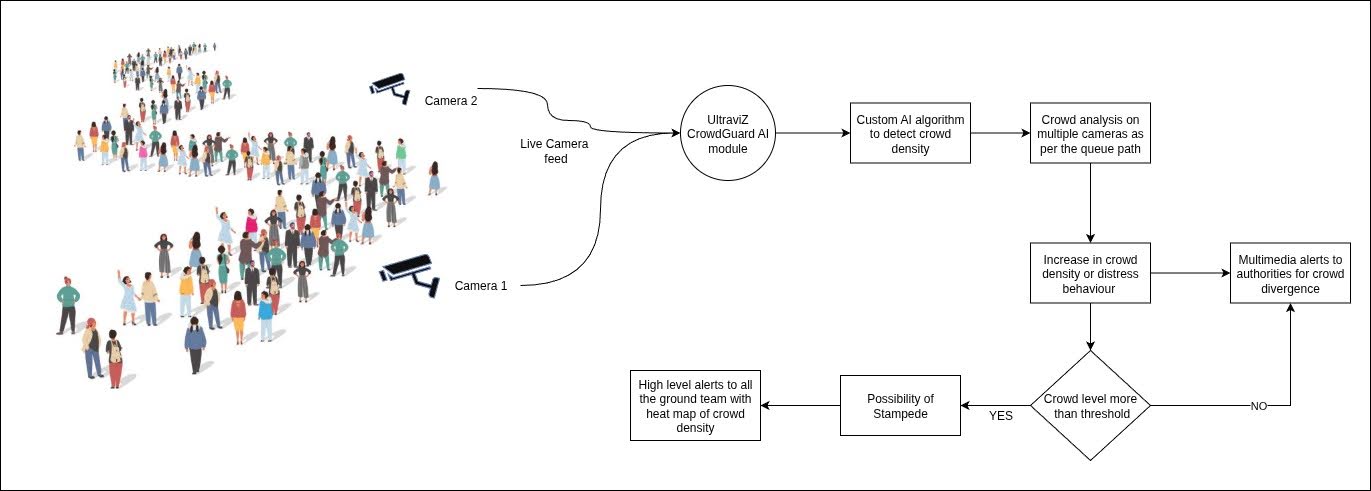 Camera 2
Live Camera
feed
Camera 1
UltraviZ
CrowdGuard AI
module
Custom AI algorithm
to detect crowd
density
Crowd analysis on
multiple cameras as
per the queue path
Increase in crowd
density or distress
behaviour
Multimedia alerts to
authorities for crowd
divergence
Crowd level more
than threshold
NO
YES
Possibility of
Stampede
High level alerts to all
the ground team with
heat map of crowd
density